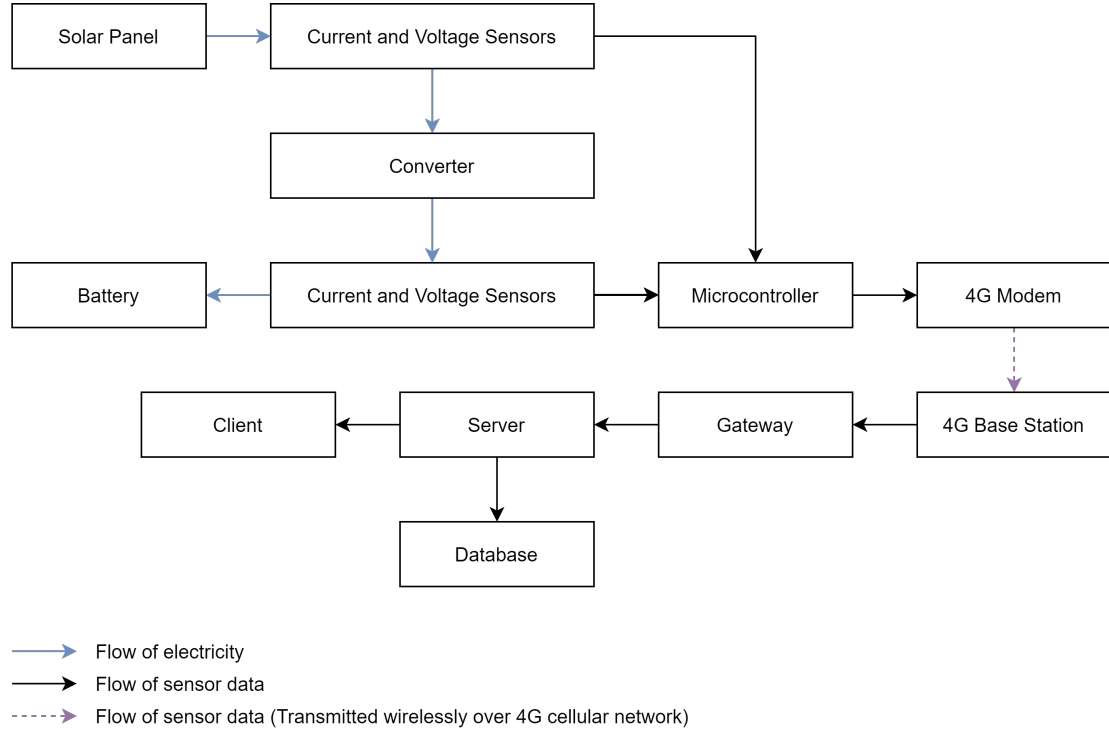 Solar Panel
Current and Voltage Sensors
Converter
Battery
Current and Voltage Sensors
Microcontroller
4G Modem
Client
Server
Gateway
4G Base Station
Database
Flow of electricity
Flow of sensor data
Flow of sensor data (Transmitted wirelessly over 4G cellular network)